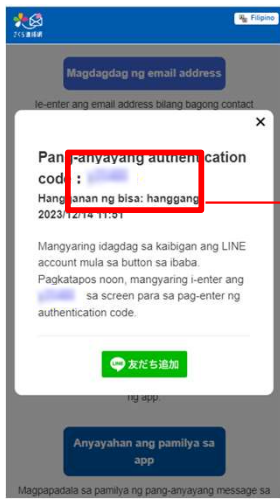 さくら連絡網
Filipino
Magdagdag ng email address
Ie-enter ang email address bilang bagong contact
×
Pang-anyayang authentication
code :
Hangganan ng bisa: hanggang
2023/12/14 11:51
Mangyaring idagdag sa kaibigan ang LINE
account mula sa button sa ibaba.
Pagkatapos noon, mangyaring i-enter ang
sa screen para sa pag-enter ng
authentication code.
LINE 友だち追加
ng app.
Anyayahan ang pamilya sa
app
Magpapadala sa pamilya ng pang-anyayang message sa